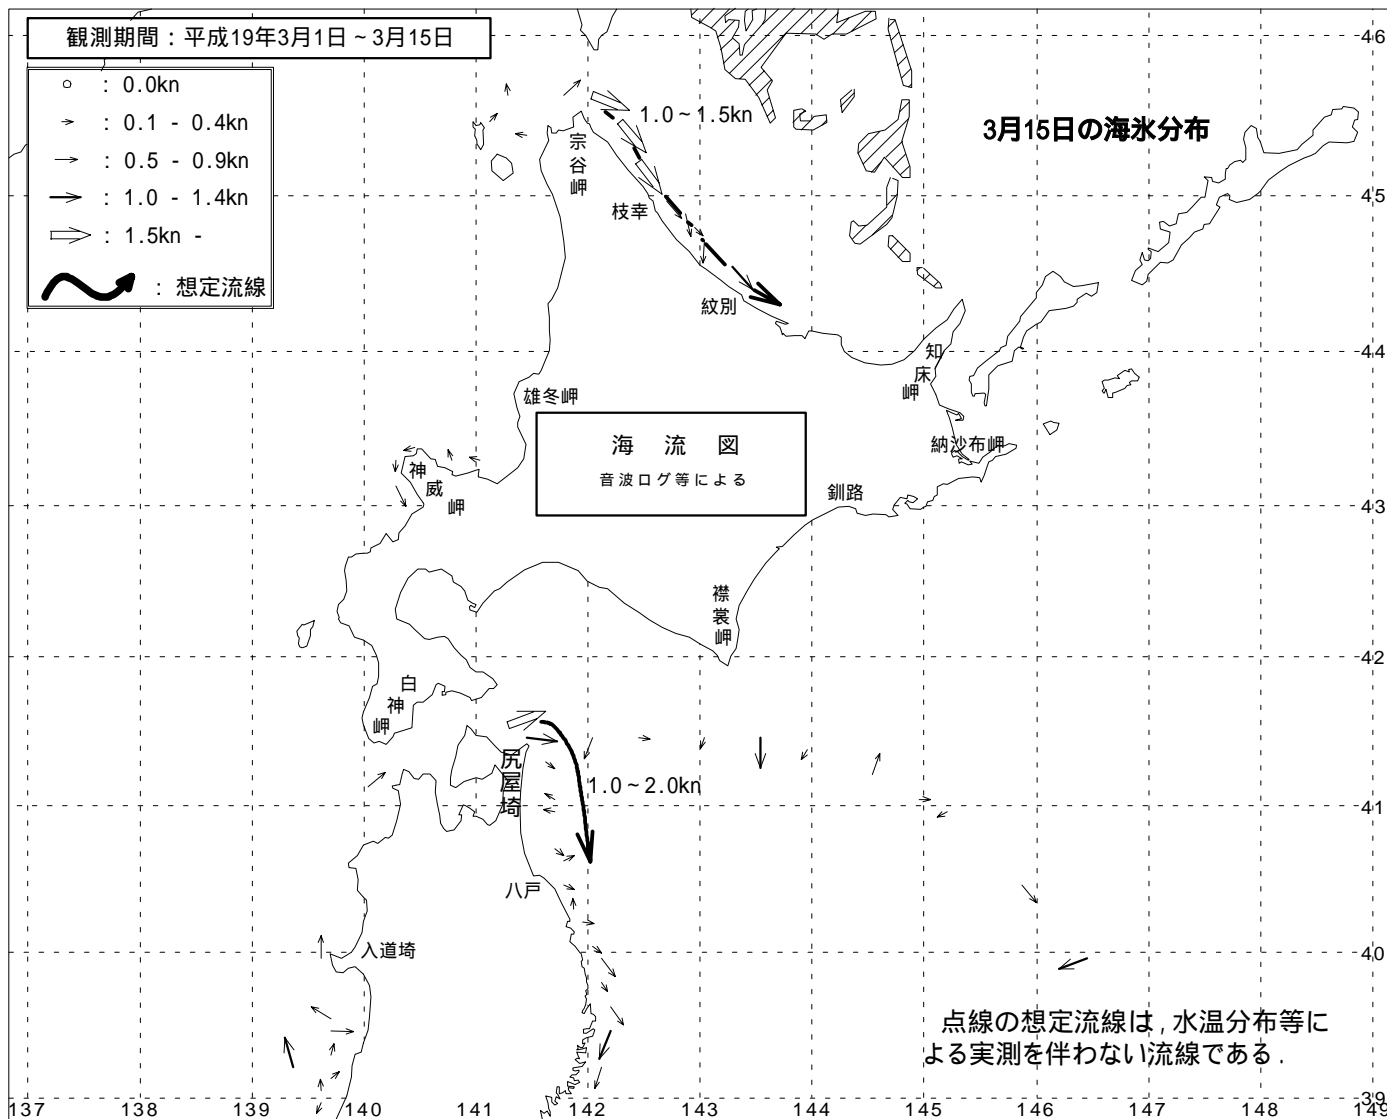 観測期間：平成19年3月1日～3月15日
：0.0kn
：0.1 - 0.4kn
：0.5 - 0.9kn
：1.0 - 1.4kn
：1.5kn -
：想定流線
1.0～1.5kn
3月15日の海氷分布
宗谷岬
枝幸
紋別
知床岬
雄冬岬
納沙布岬
海 流 図
音波ログ等による
神威岬
釧路
襟裳岬
白神岬
尻屋埼
1.0～2.0kn
八戸
入道埼
点線の想定流線は,水温分布等に
よる実測を伴わない流線である.
46
45
44
43
42
41
40
39
137 138 139 140 141 142 143 144 145 146 147 148 149